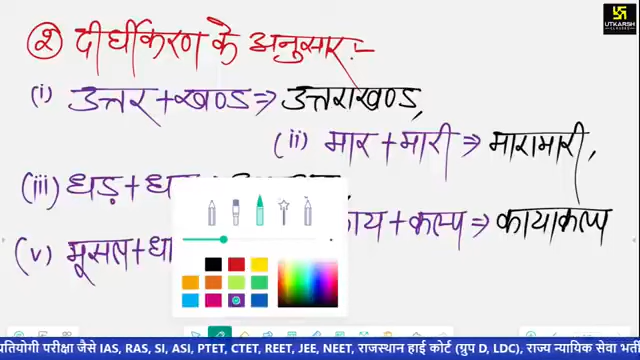 UTKARSH CLASSES
② दीर्घीकरण के अनुसार:-
(i) उत्तर + खण्ड ⇒ उत्तराखण्ड,
(ii) मार + मारी ⇒ मारामारी,
(iii) धड़ + ध
काय + कल्प ⇒ कायाकल्प
(v) मूसल + धा
प्रतियोगी परीक्षा जैसे IAS, RAS, SI, ASI, PTET, CTET, REET, JEE, NEET, राजस्थान हाई कोर्ट (ग्रुप D, LDC), राज्य न्यायिक सेवा भर्ती